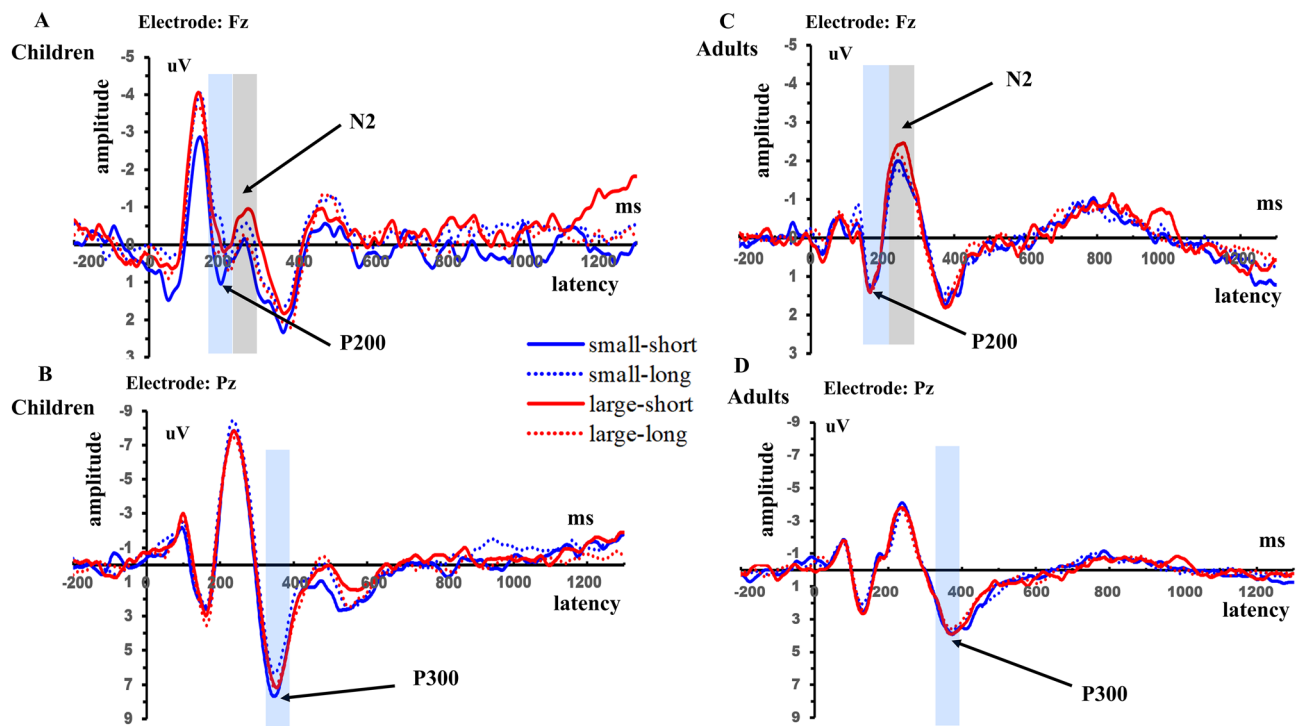 A
Electrode: Fz
Children
uV
amplitude
-5
-4
-3
-2
-1
0
1
2
3
-200 0 200 400 600 800 1000 1200
N2
P200
ms
latency
C
Electrode: Fz
Adults
uV
amplitude
-5
-4
-3
-2
-1
0
1
2
3
-200 0 200 400 600 800 1000 1200
N2
P200
ms
latency
small-short
small-long
large-short
large-long
B
Electrode: Pz
Children
uV
amplitude
-9
-7
-5
-3
-1
1
3
5
7
9
-200 0 200 400 600 800 1000 1200
P300
ms
latency
D
Electrode: Pz
Adults
uV
amplitude
-9
-7
-5
-3
-1
1
3
5
7
9
-200 0 200 400 600 800 1000 1200
P300
ms
latency